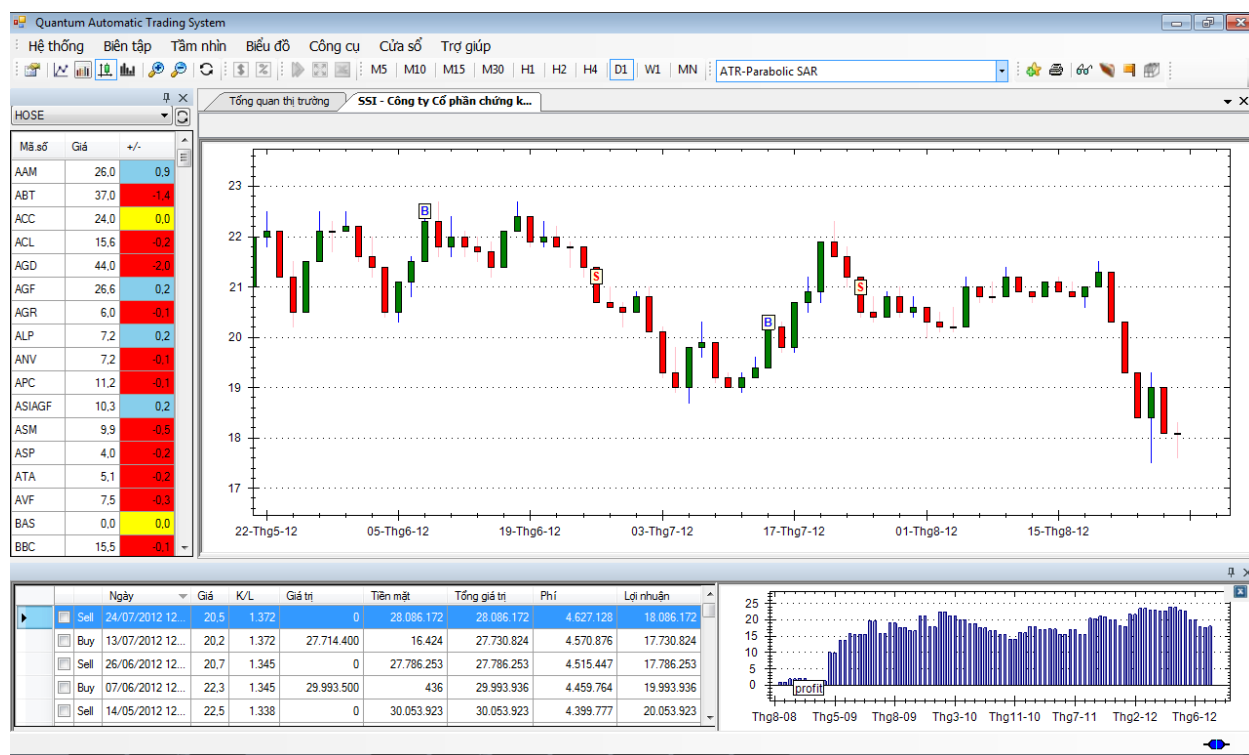 Quantum Automatic Trading System
Hệ thống Biên tập Tầm nhìn Biểu đồ Công cụ Cửa sổ Trợ giúp
M5 M10 M15 M30 H1 H2 H4 D1 W1 MN ATR-Parabolic SAR
HOSE
Tổng quan thị trường SSI - Công ty Cổ phần chứng k...
Mã số Giá +/-
AAM 26,0 0,9
ABT 37,0 -1,4
ACC 24,0 0,0
ACL 15,6 -0,2
AGD 44,0 -2,0
AGF 26,6 0,2
AGR 6,0 -0,1
ALP 7,2 0,2
ANV 7,2 -0,1
APC 11,2 -0,1
ASIAGF 10,3 0,2
ASM 9,9 -0,5
ASP 4,0 -0,2
ATA 5,1 -0,2
AVF 7,5 -0,3
BAS 0,0 0,0
BBC 15,5 -0,1
23
22
21
20
19
18
17
B
S
B
S
22-Thg5-12 05-Thg6-12 19-Thg6-12 03-Thg7-12 17-Thg7-12 01-Thg8-12 15-Thg8-12
Ngày Giá K/L Giá trị Tiền mặt Tổng giá trị Phí Lợi nhuận
Sell 24/07/2012 12... 20,5 1.372 0 28.086.172 28.086.172 4.627.128 18.086.172
Buy 13/07/2012 12... 20,2 1.372 27.714.400 16.424 27.730.824 4.570.876 17.730.824
Sell 26/06/2012 12... 20,7 1.345 0 27.786.253 27.786.253 4.515.447 17.786.253
Buy 07/06/2012 12... 22,3 1.345 29.993.500 436 29.993.936 4.459.764 19.993.936
Sell 14/05/2012 12... 22,5 1.338 0 30.053.923 30.053.923 4.399.777 20.053.923
25
20
15
10
5
0
profit
Thg8-08 Thg5-09 Thg8-09 Thg3-10 Thg11-10 Thg7-11 Thg2-12 Thg6-12